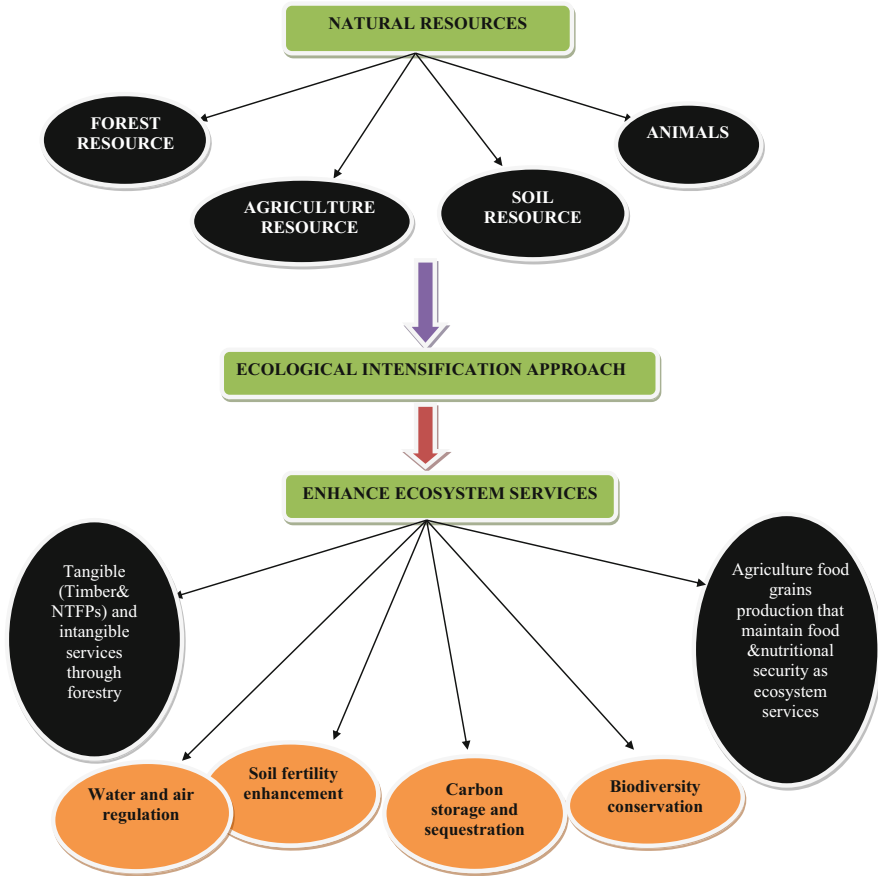 NATURAL RESOURCES
FOREST
RESOURCE
ANIMALS
AGRICULTURE
RESOURCE
SOIL
RESOURCE
ECOLOGICAL INTENSIFICATION APPROACH
ENHANCE ECOSYSTEM SERVICES
Tangible
(Timber&
NTFPs) and
intangible
services
through
forestry
Agriculture food
grains
production that
maintain food
&nutritional
security as
ecosystem
services
Water and air
regulation
Soil fertility
enhancement
Carbon
storage and
sequestration
Biodiversity
conservation